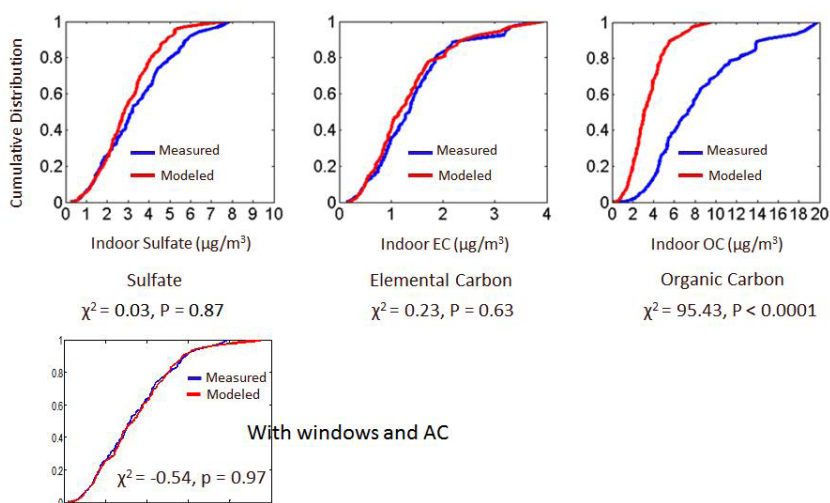 Cumulative Distribution
1
0.8
0.6
0.4
0.2
0
Measured
Modeled
0 1 2 3 4 5 6 7 8 10
Indoor Sulfate (µg/m³)
1
0.8
0.6
0.4
0.2
0
Measured
Modeled
0 1 2 3 4
Indoor EC (µg/m³)
1
0.8
0.6
0.4
0.2
0
Measured
Modeled
0 2 4 6 8 10 12 14 16 18 20
Indoor OC (µg/m³)
Sulfate
χ² = 0.03, P = 0.87
Elemental Carbon
χ² = 0.23, P = 0.63
Organic Carbon
χ² = 95.43, P < 0.0001
1
0.8
0.6
0.4
0.2
0
Measured
Modeled
With windows and AC
χ² = -0.54, p = 0.97